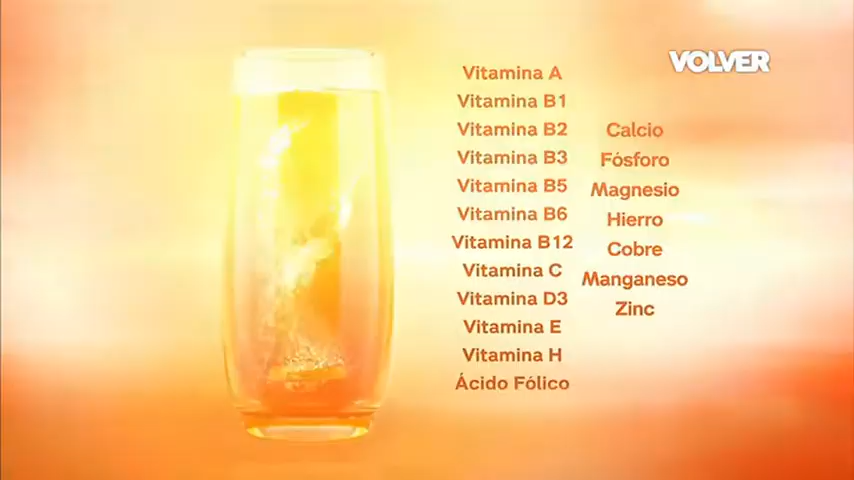 VOLVER
Vitamina A
Vitamina B1
Vitamina B2
Vitamina B3
Vitamina B5
Vitamina B6
Vitamina B12
Vitamina C
Vitamina D3
Vitamina E
Vitamina H
Ácido Fólico
Calcio
Fósforo
Magnesio
Hierro
Cobre
Manganeso
Zinc